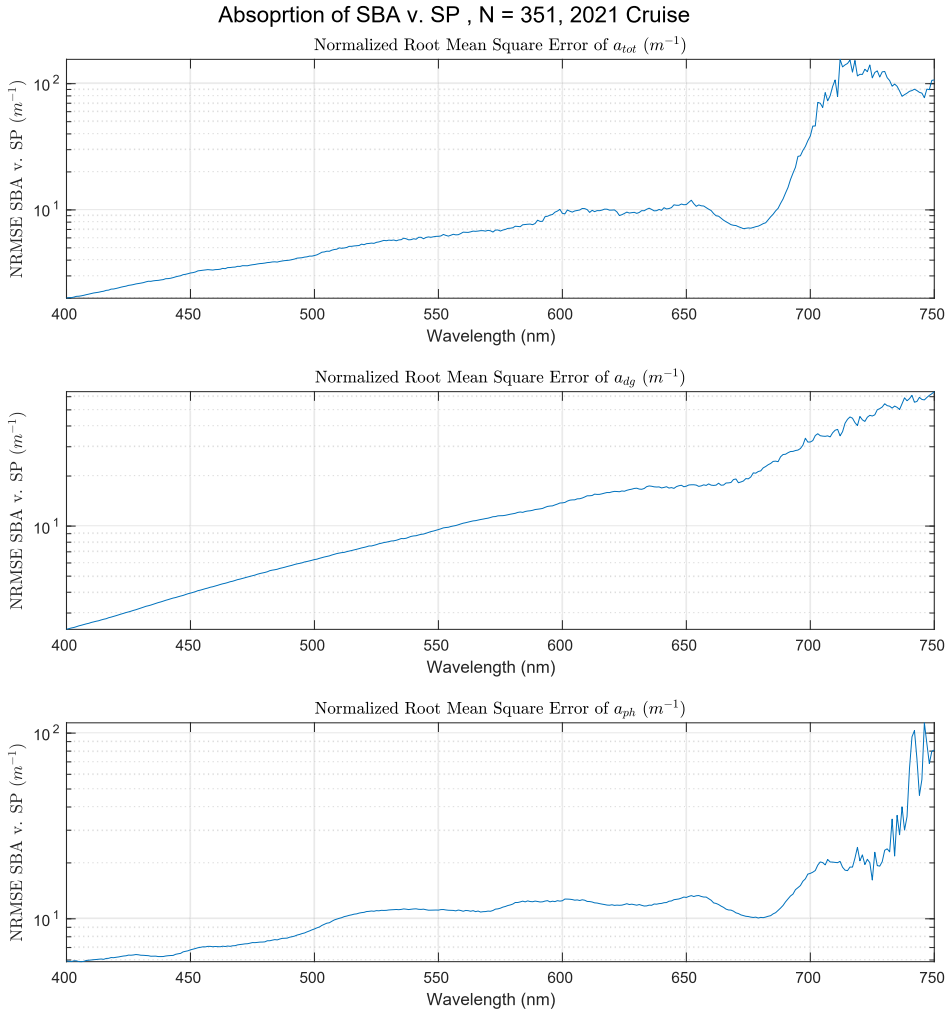 Absoprtion of SBA v. SP , N = 351, 2021 Cruise
Normalized Root Mean Square Error of a_tot (m^-1)
NRMSE SBA v. SP (m^-1)
10^2
10^1
400 450 500 550 600 650 700 750
Wavelength (nm)
Normalized Root Mean Square Error of a_dg (m^-1)
NRMSE SBA v. SP (m^-1)
10^1
400 450 500 550 600 650 700 750
Wavelength (nm)
Normalized Root Mean Square Error of a_ph (m^-1)
NRMSE SBA v. SP (m^-1)
10^2
10^1
400 450 500 550 600 650 700 750
Wavelength (nm)